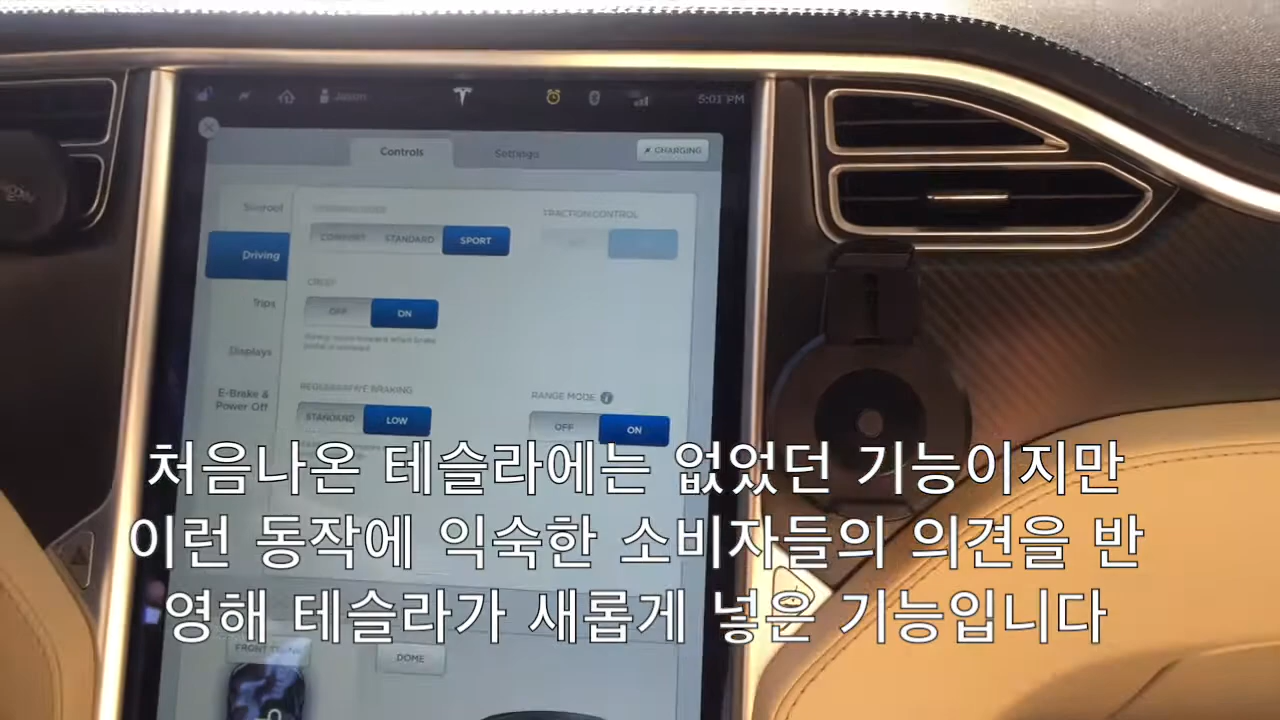 Jason
5:01 PM
Controls
Settings
CHARGING
Sunroof
TRACTION CONTROL
COMFORT STANDARD SPORT
Driving
CREEP
Trips
OFF ON
Displays
REGENERATIVE BRAKING
E-Brake &
Power Off
RANGE MODE
STANDARD LOW
OFF ON
처음나온 테슬라에는 없었던 기능이지만
이런 동작에 익숙한 소비자들의 의견을 반
영해 테슬라가 새롭게 넣은 기능입니다
FRONT TRUNK
DOME